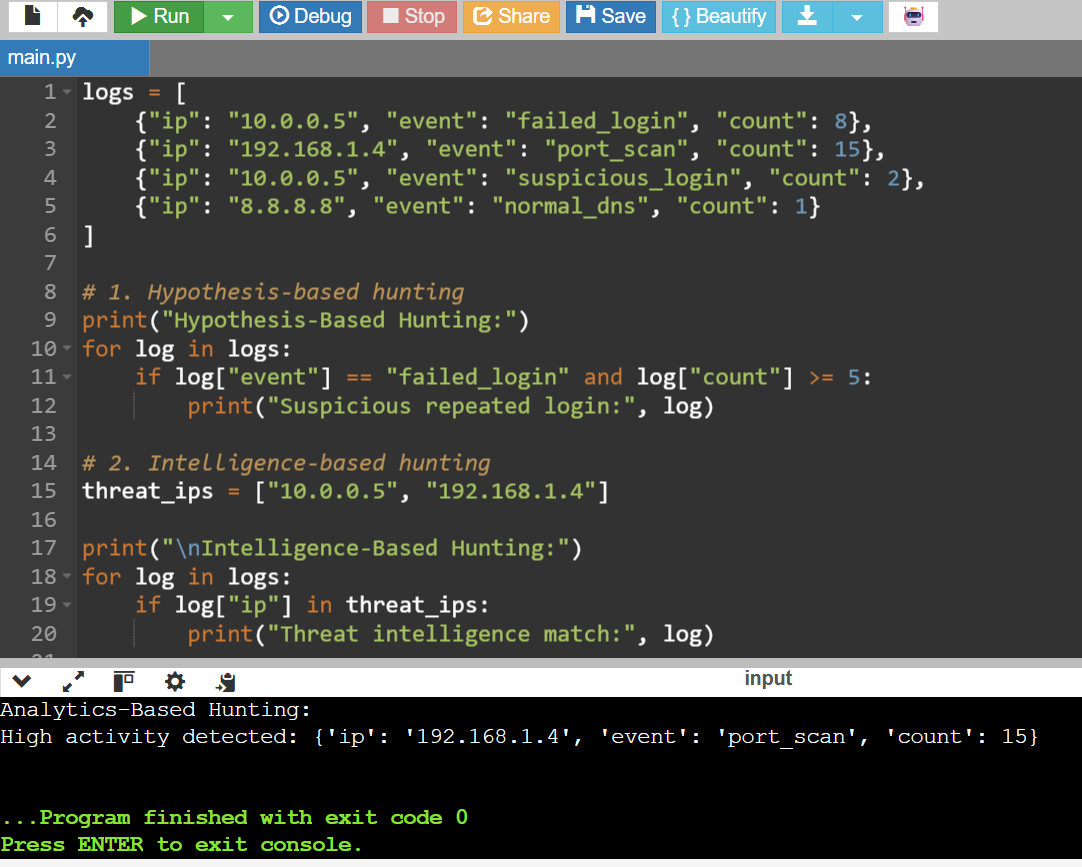 Run Debug Stop Share Save { } Beautify
main.py
1 logs = [
2     {"ip": "10.0.0.5", "event": "failed_login", "count": 8},
3     {"ip": "192.168.1.4", "event": "port_scan", "count": 15},
4     {"ip": "10.0.0.5", "event": "suspicious_login", "count": 2},
5     {"ip": "8.8.8.8", "event": "normal_dns", "count": 1}
6 ]
7
8 # 1. Hypothesis-based hunting
9 print("Hypothesis-Based Hunting:")
10 for log in logs:
11     if log["event"] == "failed_login" and log["count"] >= 5:
12         print("Suspicious repeated login:", log)
13
14 # 2. Intelligence-based hunting
15 threat_ips = ["10.0.0.5", "192.168.1.4"]
16
17 print("\nIntelligence-Based Hunting:")
18 for log in logs:
19     if log["ip"] in threat_ips:
20         print("Threat intelligence match:", log)
input
Analytics-Based Hunting:
High activity detected: {'ip': '192.168.1.4', 'event': 'port_scan', 'count': 15}
...Program finished with exit code 0
Press ENTER to exit console.